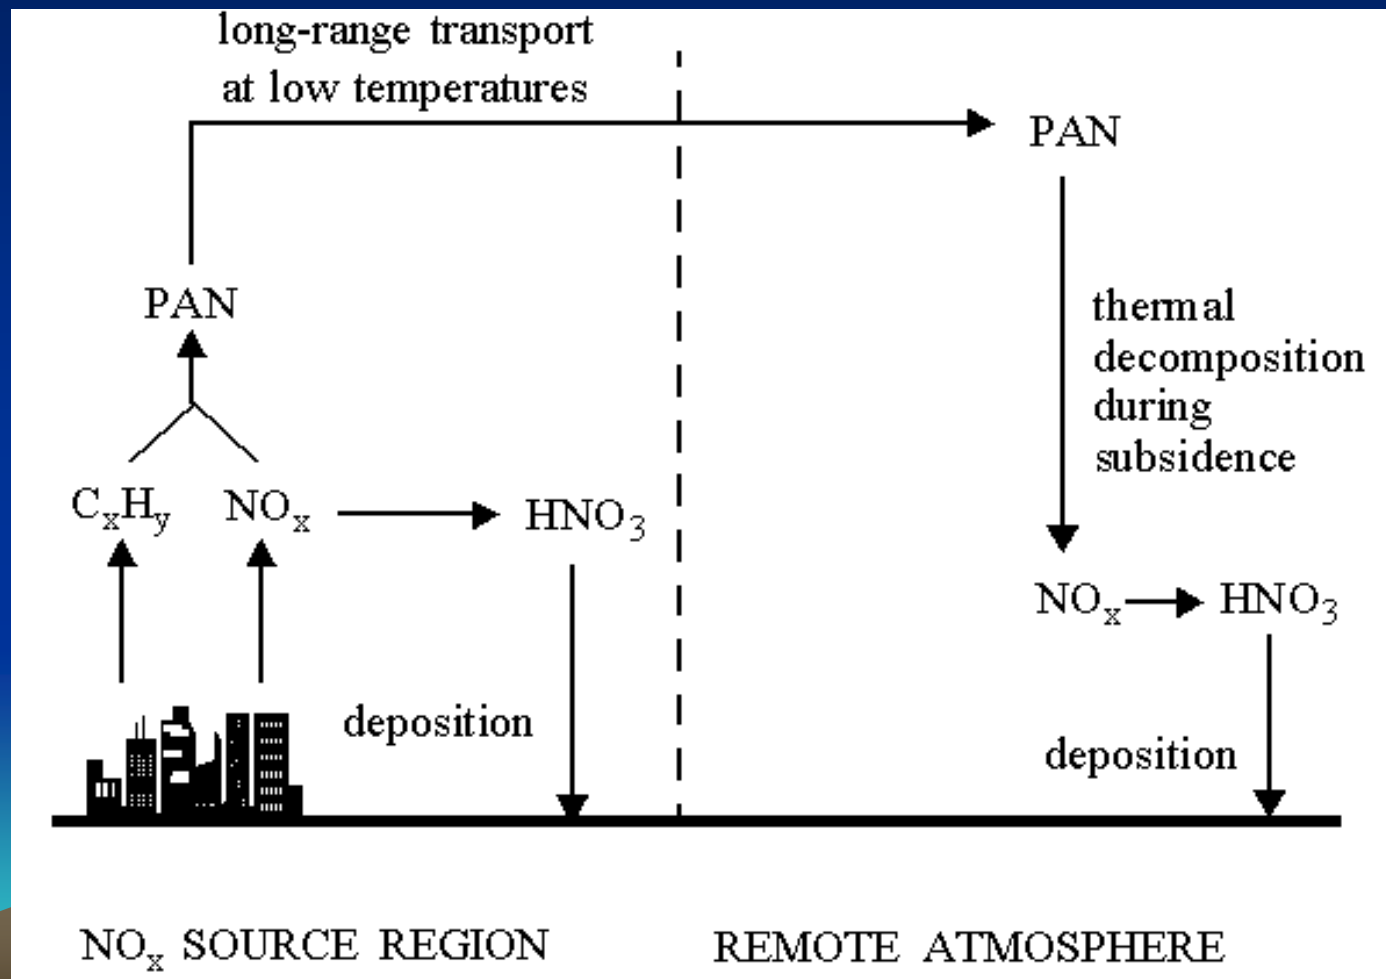 long-range transport
at low temperatures
PAN
PAN
thermal
decomposition
during
subsidence
CₓHᵧ
NOₓ
HNO₃
NOₓ
HNO₃
deposition
deposition
NOₓ SOURCE REGION
REMOTE ATMOSPHERE